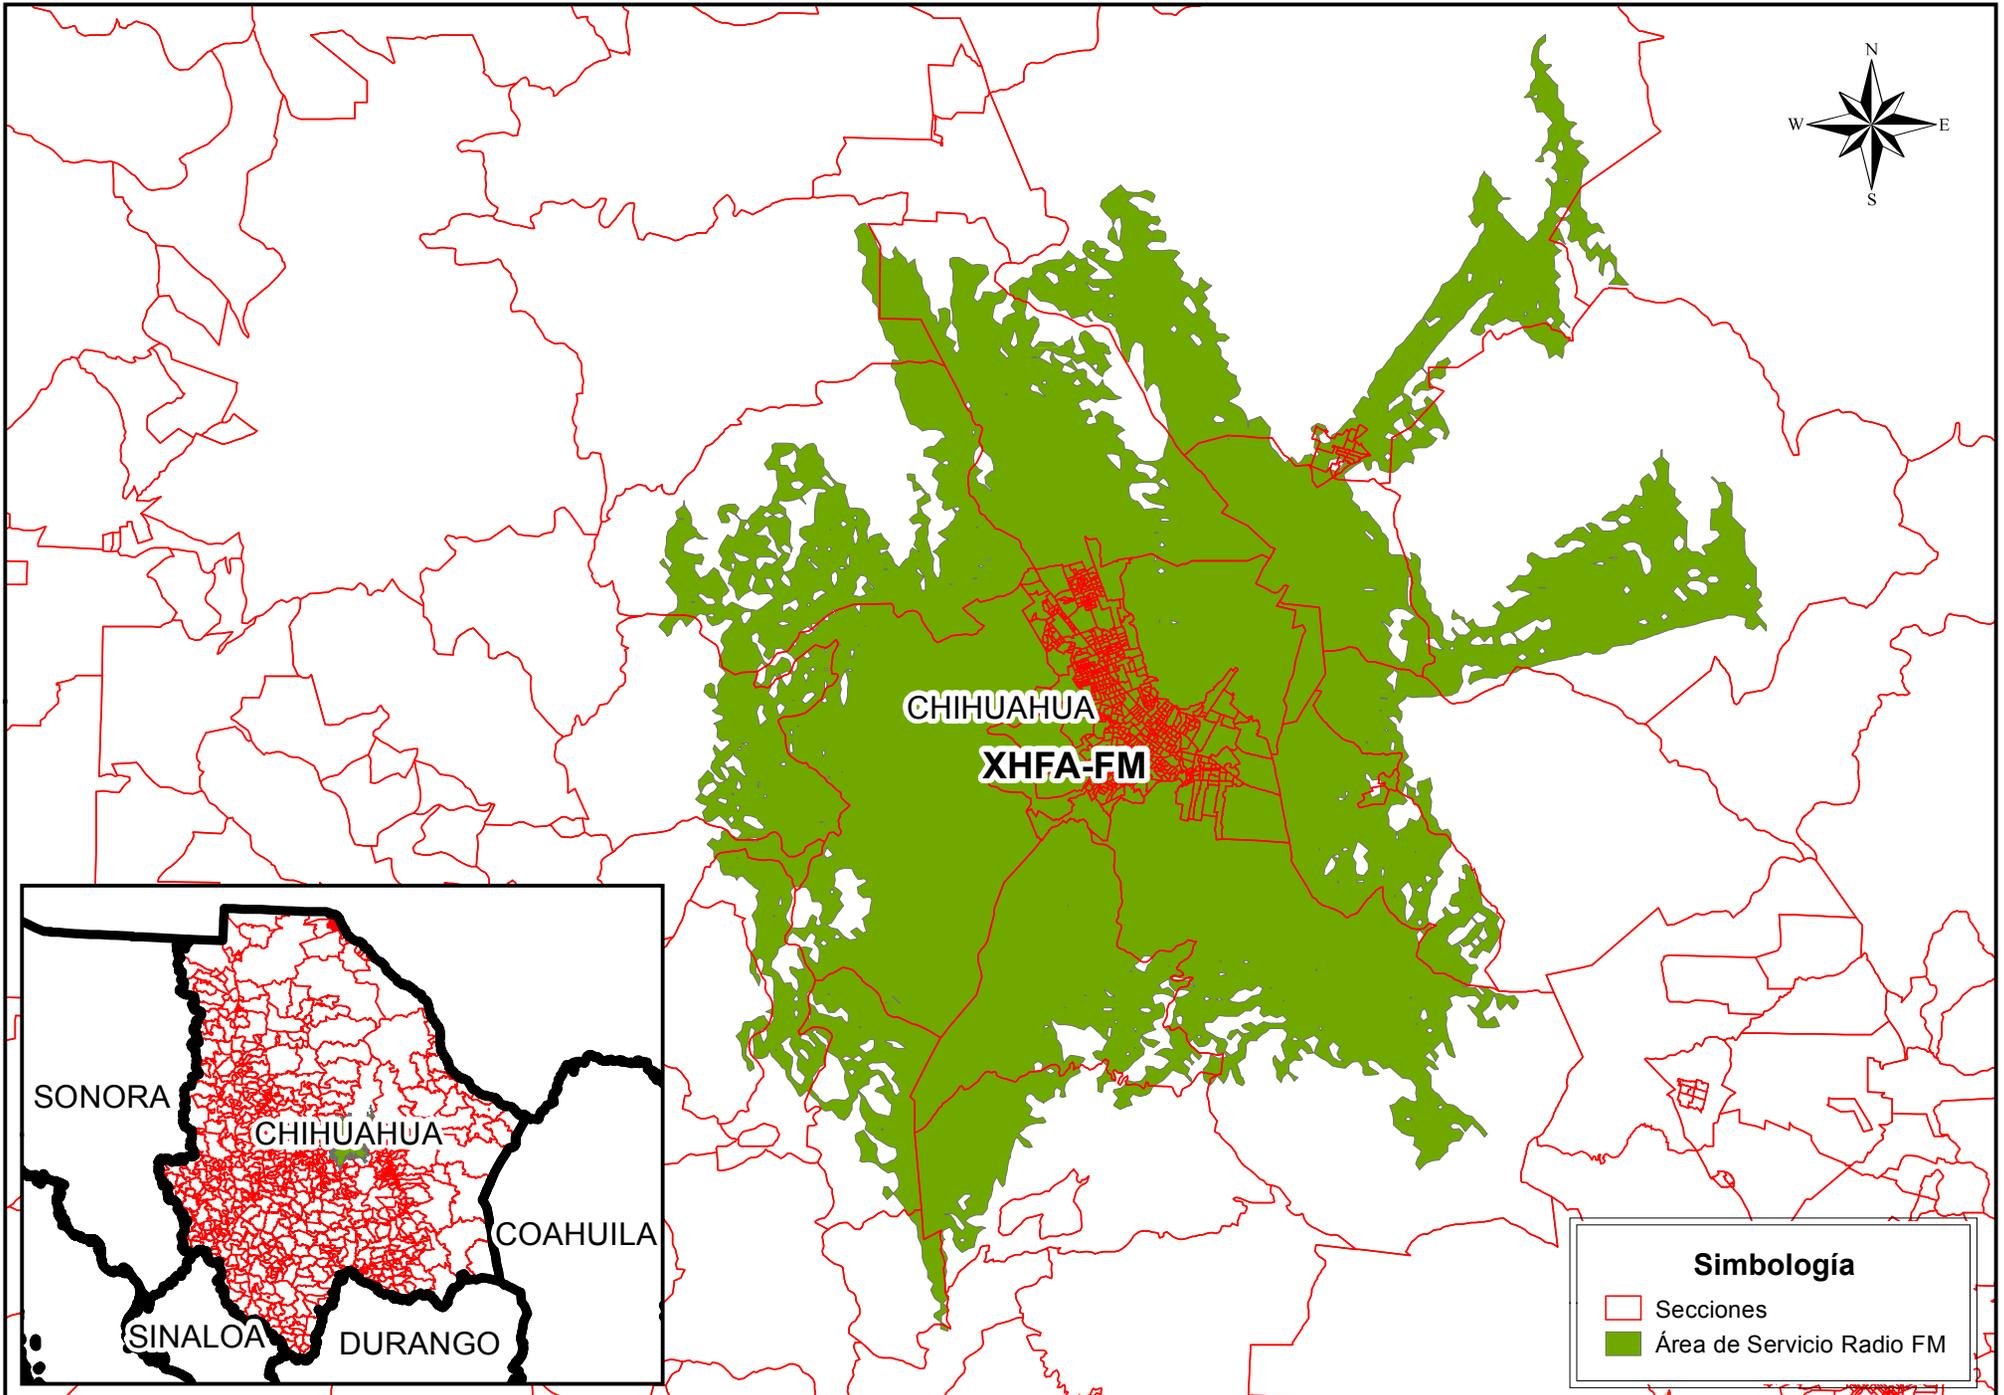 N
W E
S
CHIHUAHUA
XHFA-FM
SONORA
CHIHUAHUA
COAHUILA
SINALOA
DURANGO
Simbología
Secciones
Área de Servicio Radio FM